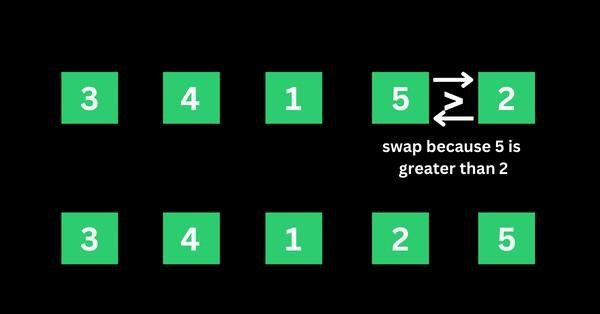 3 4 1 5 > 2
swap because 5 is
greater than 2
3 4 1 2 5